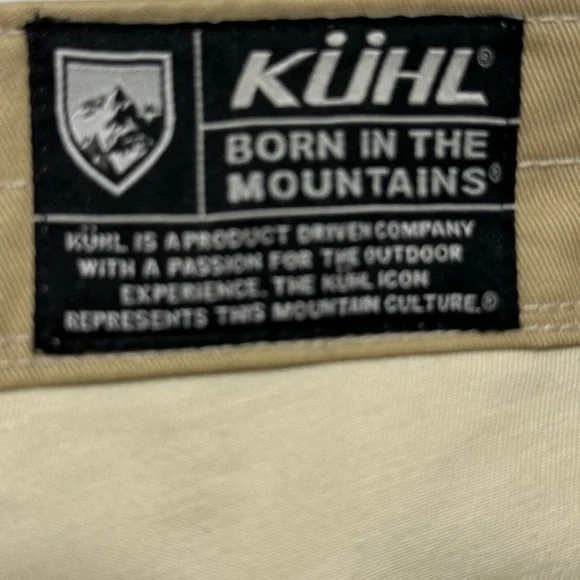 KÜHL®
BORN IN THE
MOUNTAINS®
KÜHL IS A PRODUCT DRIVEN COMPANY
WITH A PASSION FOR THE OUTDOOR
EXPERIENCE. THE KÜHL ICON
REPRESENTS THIS MOUNTAIN CULTURE.®